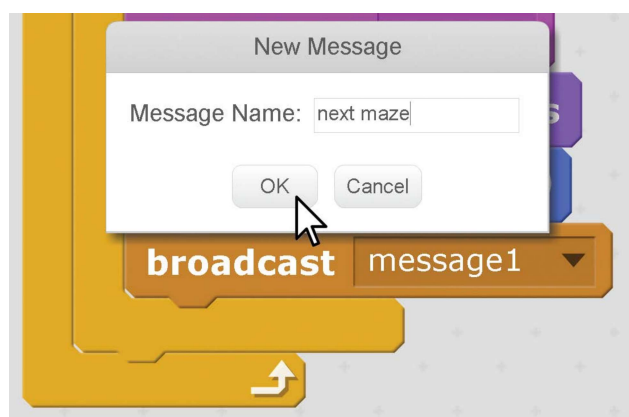 New Message
Message Name: next maze
s
OK Cancel
)
broadcast message1